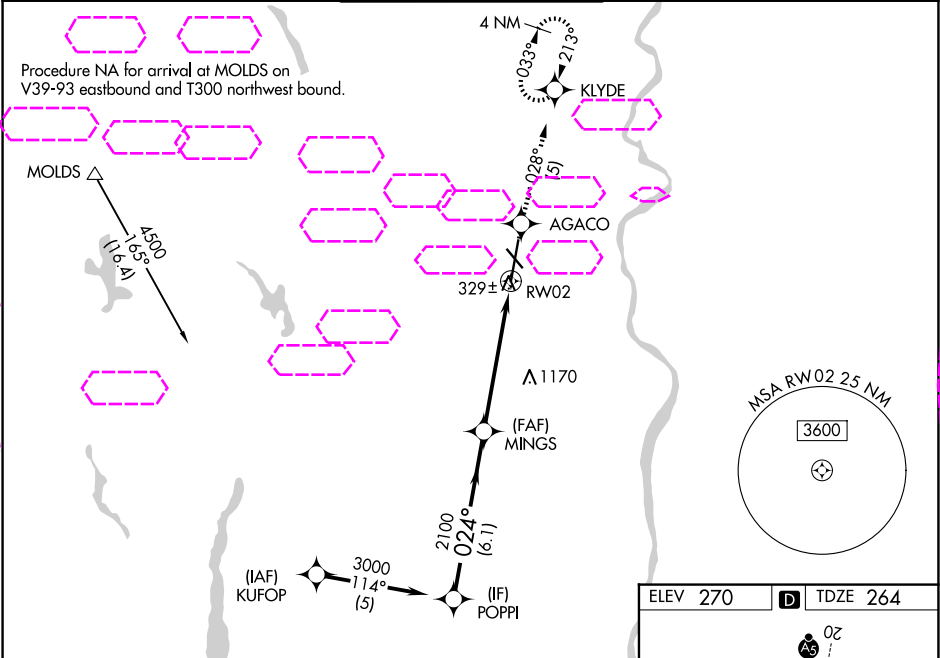 4 NM
033°
213°
KLYDE
Procedure NA for arrival at MOLDS on
V39-93 eastbound and T300 northwest bound.
MOLDS
4500
165°
(16.4)
028°
(5)
AGACO
329±
RW02
1170
(FAF)
MINGS
MSA RW02 25 NM
3600
2100
024°
(6.1)
(IAF)
KUFOP
3000
114°
(5)
(IF)
POPPI
ELEV 270
D
TDZE 264
A5
20